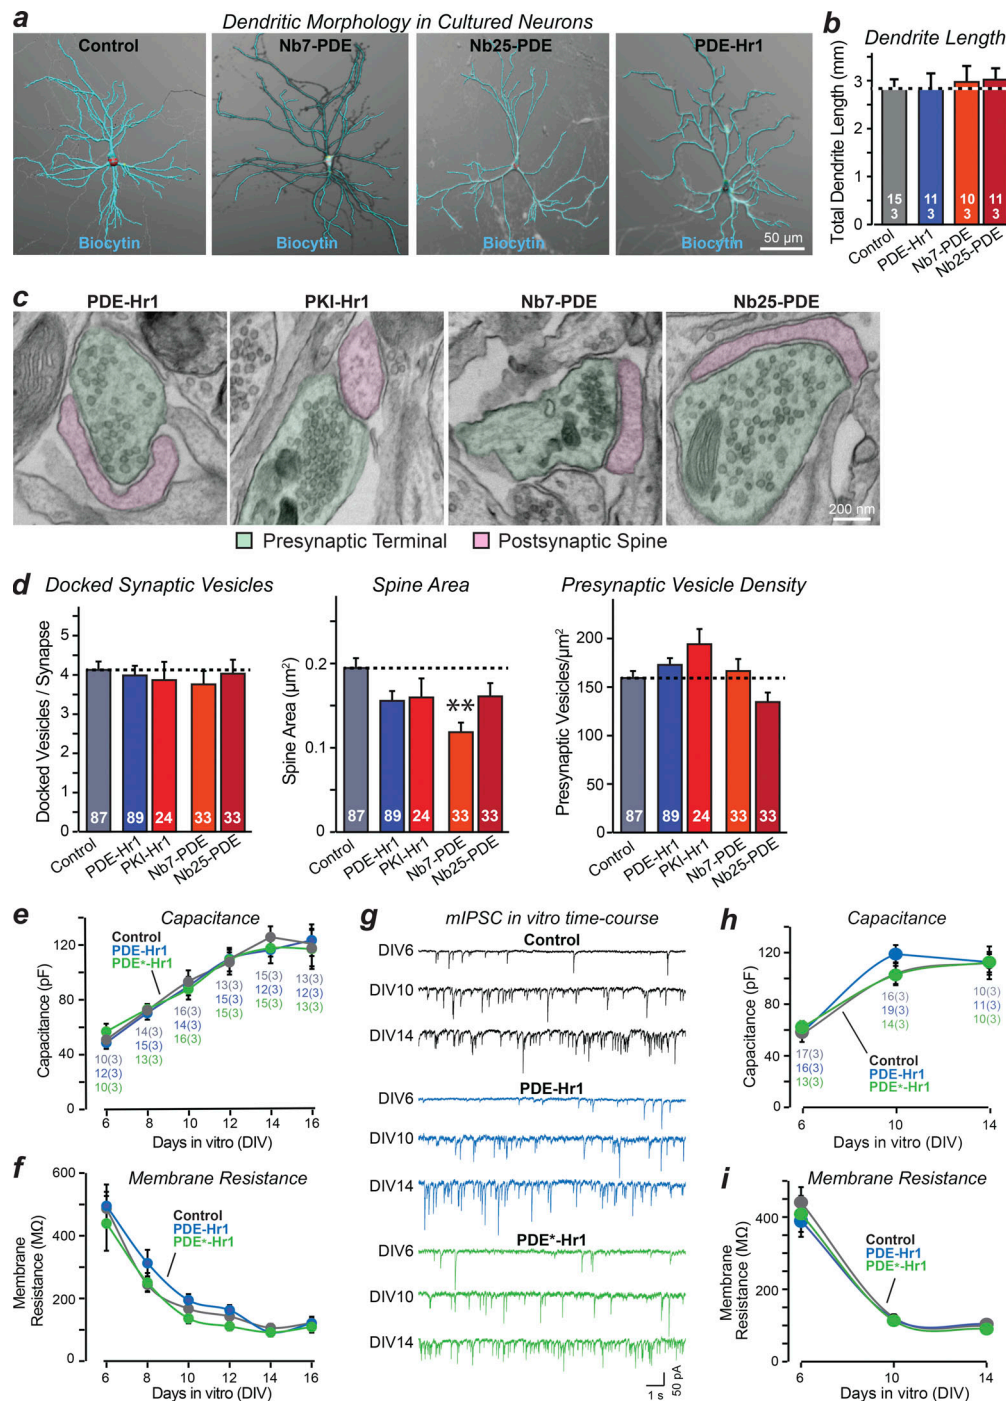 a
Dendritic Morphology in Cultured Neurons
Control
Nb7-PDE
Nb25-PDE
PDE-Hr1
Biocytin
Biocytin
Biocytin
Biocytin
50 µm
b
Dendrite Length
Total Dendrite Length (mm)
3
2
1
0
15
3
11
3
10
3
11
3
Control
PDE-Hr1
Nb7-PDE
Nb25-PDE
c
PDE-Hr1
PKI-Hr1
Nb7-PDE
Nb25-PDE
200 nm
Presynaptic Terminal
Postsynaptic Spine
d
Docked Synaptic Vesicles
Docked Vesicles / Synapse
5
4
3
2
1
0
87
89
24
33
33
Control
PDE-Hr1
PKI-Hr1
Nb7-PDE
Nb25-PDE
Spine Area
Spine Area (µm²)
0.2
0.1
0
**
87
89
24
33
33
Control
PDE-Hr1
PKI-Hr1
Nb7-PDE
Nb25-PDE
Presynaptic Vesicle Density
Presynaptic Vesicles/µm²
200
150
100
50
0
87
89
24
33
33
Control
PDE-Hr1
PKI-Hr1
Nb7-PDE
Nb25-PDE
e
Capacitance
Control
PDE-Hr1
PDE*-Hr1
Capacitance (pF)
120
80
40
0
10(3)
12(3)
10(3)
14(3)
15(3)
13(3)
16(3)
14(3)
16(3)
13(3)
15(3)
15(3)
15(3)
12(3)
15(3)
13(3)
12(3)
13(3)
6 8 10 12 14 16
Days in vitro (DIV)
f
Membrane Resistance
Control
PDE-Hr1
PDE*-Hr1
Membrane
Resistance (MΩ)
600
400
200
0
6 8 10 12 14 16
Days in vitro (DIV)
g
mIPSC in vitro time-course
Control
DIV6
DIV10
DIV14
PDE-Hr1
DIV6
DIV10
DIV14
PDE*-Hr1
DIV6
DIV10
DIV14
1 s
50 pA
h
Capacitance
Capacitance (pF)
120
80
40
0
17(3)
16(3)
13(3)
16(3)
19(3)
14(3)
10(3)
11(3)
10(3)
Control
PDE-Hr1
PDE*-Hr1
6 10 14
Days in vitro (DIV)
i
Membrane Resistance
Control
PDE-Hr1
PDE*-Hr1
Membrane
Resistance (MΩ)
400
200
0
6 10 14
Days in vitro (DIV)